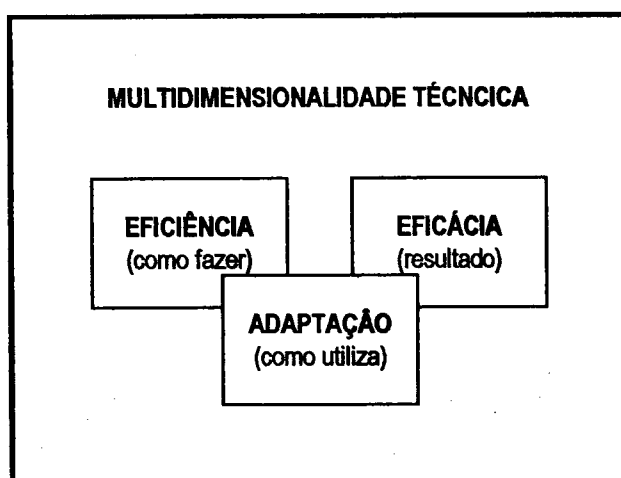 MULTIDIMENSIONALIDADE TÉCNCICA
EFICIÊNCIA
(como fazer)
EFICÁCIA
(resultado)
ADAPTAÇÃO
(como utiliza)